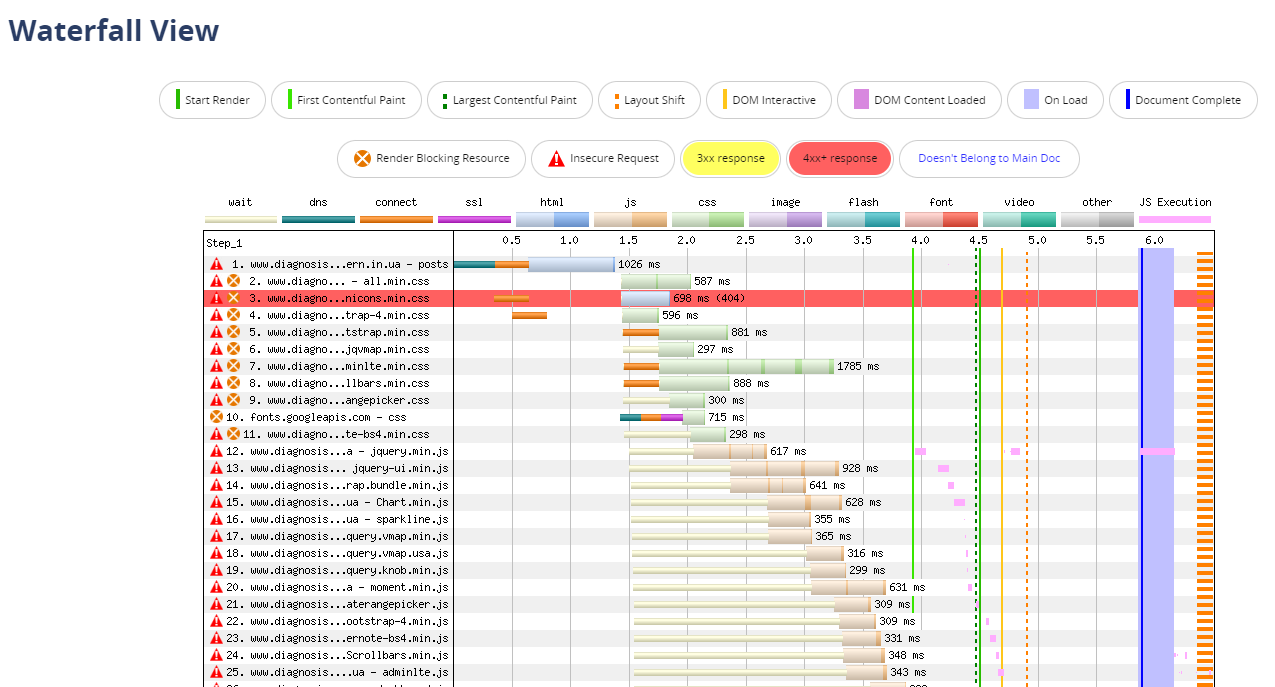 Waterfall View
Start Render First Contentful Paint Largest Contentful Paint Layout Shift DOM Interactive DOM Content Loaded On Load Document Complete
Render Blocking Resource Insecure Request 3xx response 4xx+ response Doesn't Belong to Main Doc
wait dns connect ssl html js css image flash font video other JS Execution
Step_1 0.5 1.0 1.5 2.0 2.5 3.0 3.5 4.0 4.5 5.0 5.5 6.0
1. www.diagnosis...ern.in.ua - posts 1026 ms
2. www.diagno... - all.min.css 587 ms
3. www.diagno...nicons.min.css 698 ms (404)
4. www.diagno...trap-4.min.css 596 ms
5. www.diagno...tstrap.min.css 881 ms
6. www.diagno...jqvmap.min.css 297 ms
7. www.diagno...minlte.min.css 1785 ms
8. www.diagno...llbars.min.css 888 ms
9. www.diagno...angepicker.css 300 ms
10. fonts.googleapis.com - css 715 ms
11. www.diagno...te-bs4.min.css 298 ms
12. www.diagnosis...a - jquery.min.js 617 ms
13. www.diagnosis... jquery-ui.min.js 928 ms
14. www.diagnosis...rap.bundle.min.js 641 ms
15. www.diagnosis...ua - Chart.min.js 628 ms
16. www.diagnosis...ua - sparkline.js 355 ms
17. www.diagnosis...query.vmap.min.js 365 ms
18. www.diagnosis...query.vmap.usa.js 316 ms
19. www.diagnosis...query.knob.min.js 299 ms
20. www.diagnosis...a - moment.min.js 631 ms
21. www.diagnosis...aterangepicker.js 309 ms
22. www.diagnosis...ootstrap-4.min.js 309 ms
23. www.diagnosis...ernote-bs4.min.js 331 ms
24. www.diagnosis...Scrollbars.min.js 348 ms
25. www.diagnosis....ua - adminlte.js 343 ms